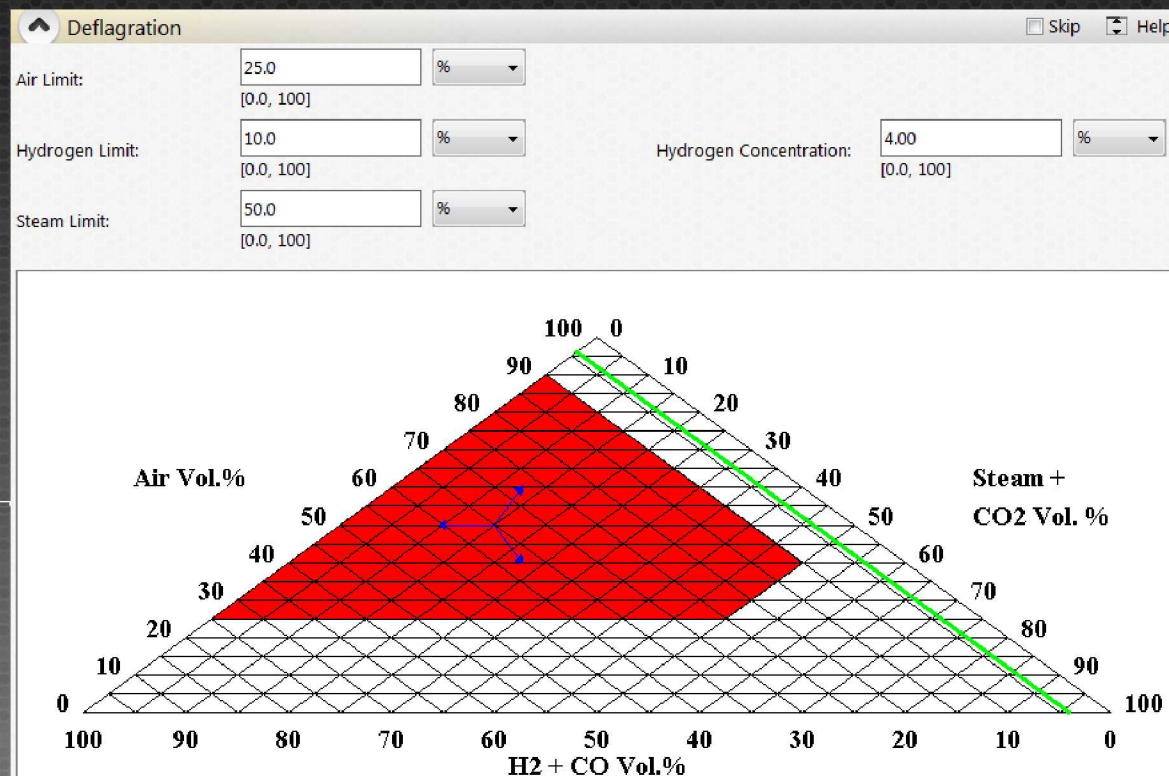 Deflagration Skip Help
Air Limit: 25.0 %
[0.0, 100]
Hydrogen Limit: 10.0 % Hydrogen Concentration: 4.00 %
[0.0, 100] [0.0, 100]
Steam Limit: 50.0 %
[0.0, 100]
100 0
90 10
80 20
70 30
Air Vol.% 60 40 Steam +
50 50 CO2 Vol. %
40 60
30 70
20 80
10 90
0 100
100 90 80 70 60 50 40 30 20 10 0
H2 + CO Vol.%